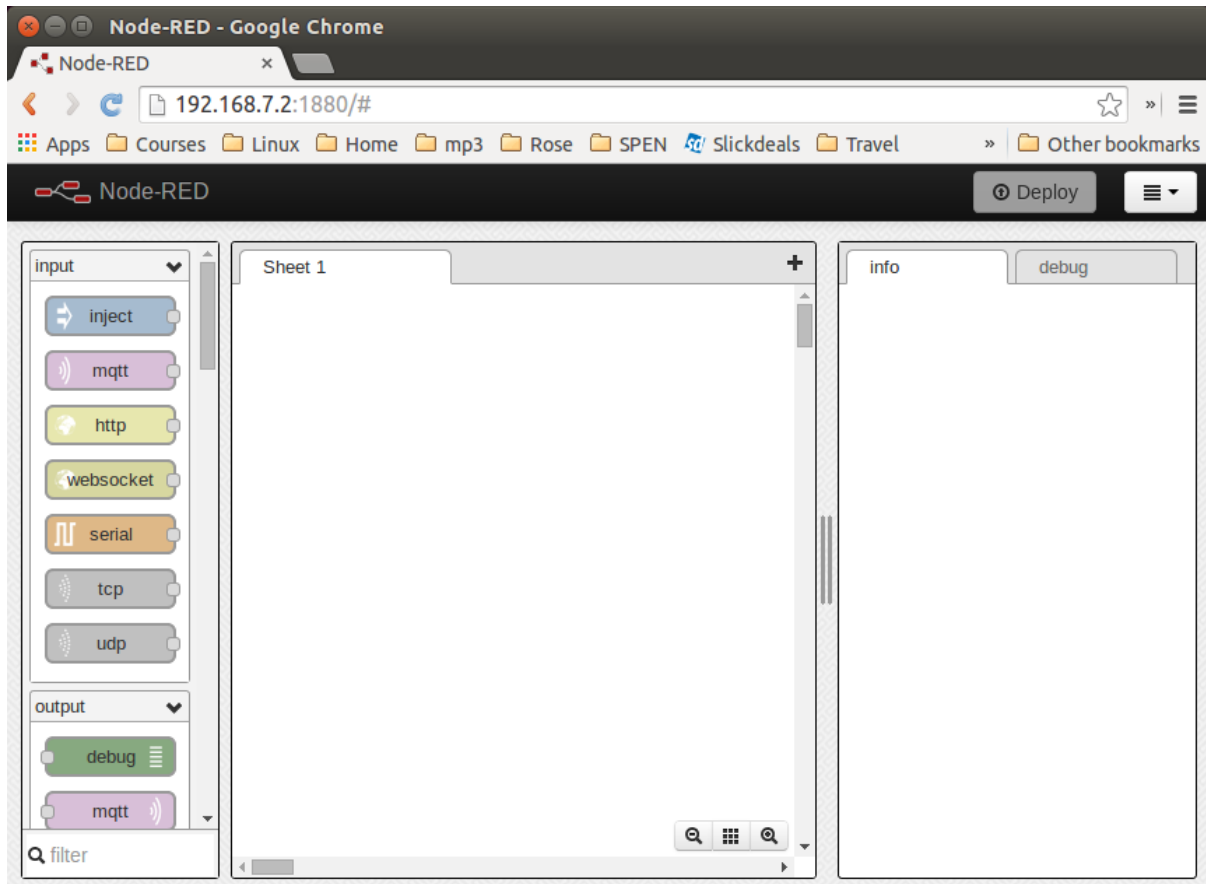 Node-RED - Google Chrome
Node-RED ×
192.168.7.2:1880/#
Apps Courses Linux Home mp3 Rose SPEN Slickdeals Travel » Other bookmarks
Node-RED Deploy
input
inject
mqtt
http
websocket
serial
tcp
udp
output
debug
mqtt
filter
Sheet 1
info debug